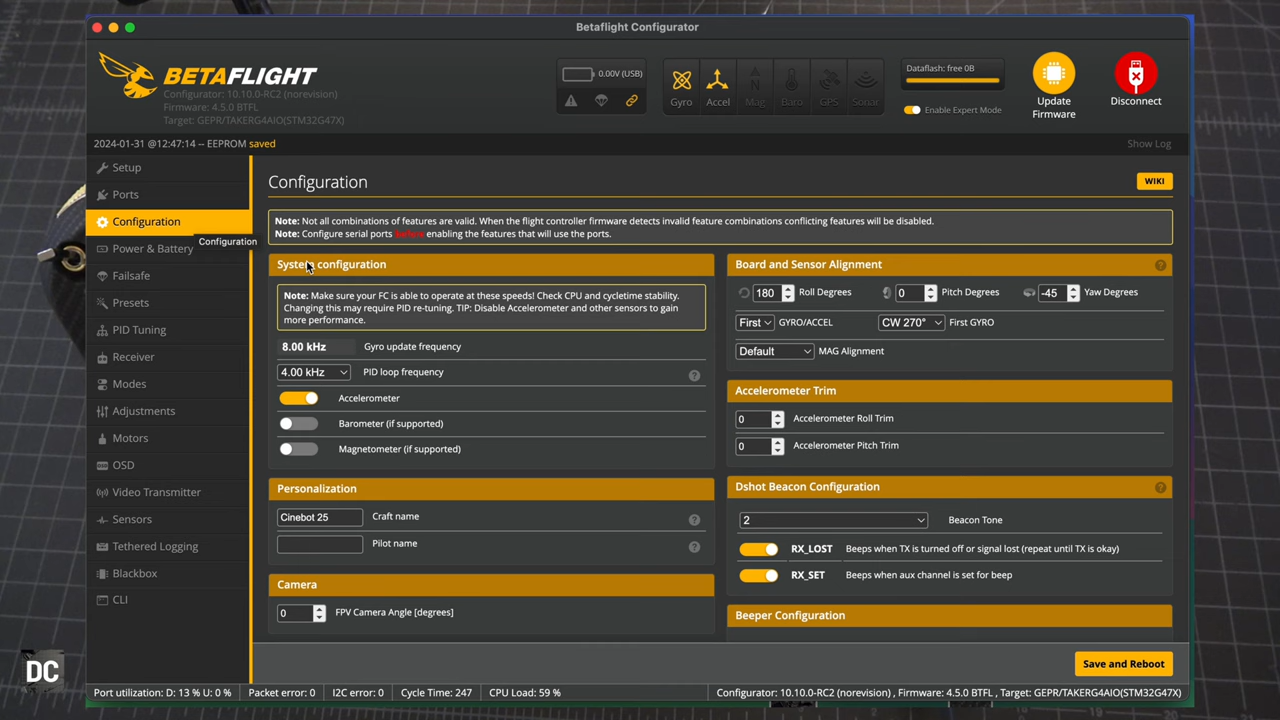 Betaflight Configurator
BETAFLIGHT
Configurator: 10.10.0-RC2 (norevision)
Firmware: 4.5.0 BTFL
Target: GEPR/TAKERG4AIO(STM32G47X)
0.00V (USB)
Gyro
Accel
Mag
Baro
GPS
Sonar
Dataflash: free 0B
Enable Expert Mode
Update
Firmware
Disconnect
2024-01-31 @12:47:14 -- EEPROM saved
Show Log
Setup
Ports
Configuration
Configuration
Power & Battery
Failsafe
Presets
PID Tuning
Receiver
Modes
Adjustments
Motors
OSD
Video Transmitter
Sensors
Tethered Logging
Blackbox
CLI
Configuration
WIKI
Note: Not all combinations of features are valid. When the flight controller firmware detects invalid feature combinations conflicting features will be disabled.
Note: Configure serial ports before enabling the features that will use the ports.
System configuration
Note: Make sure your FC is able to operate at these speeds! Check CPU and cycletime stability.
Changing this may require PID re-tuning. TIP: Disable Accelerometer and other sensors to gain
more performance.
8.00 kHz Gyro update frequency
4.00 kHz PID loop frequency ?
Accelerometer
Barometer (if supported)
Magnetometer (if supported)
Personalization
Cinebot 25 Craft name ?
Pilot name ?
Camera
0 FPV Camera Angle [degrees]
Board and Sensor Alignment ?
180 Roll Degrees 0 Pitch Degrees -45 Yaw Degrees
First GYRO/ACCEL CW 270° First GYRO
Default MAG Alignment
Accelerometer Trim
0 Accelerometer Roll Trim
0 Accelerometer Pitch Trim
Dshot Beacon Configuration ?
2 Beacon Tone
RX_LOST Beeps when TX is turned off or signal lost (repeat until TX is okay)
RX_SET Beeps when aux channel is set for beep
Beeper Configuration
Save and Reboot
DC
Port utilization: D: 13 % U: 0 % Packet error: 0 I2C error: 0 Cycle Time: 247 CPU Load: 59 % Configurator: 10.10.0-RC2 (norevision) , Firmware: 4.5.0 BTFL , Target: GEPR/TAKERG4AIO(STM32G47X)